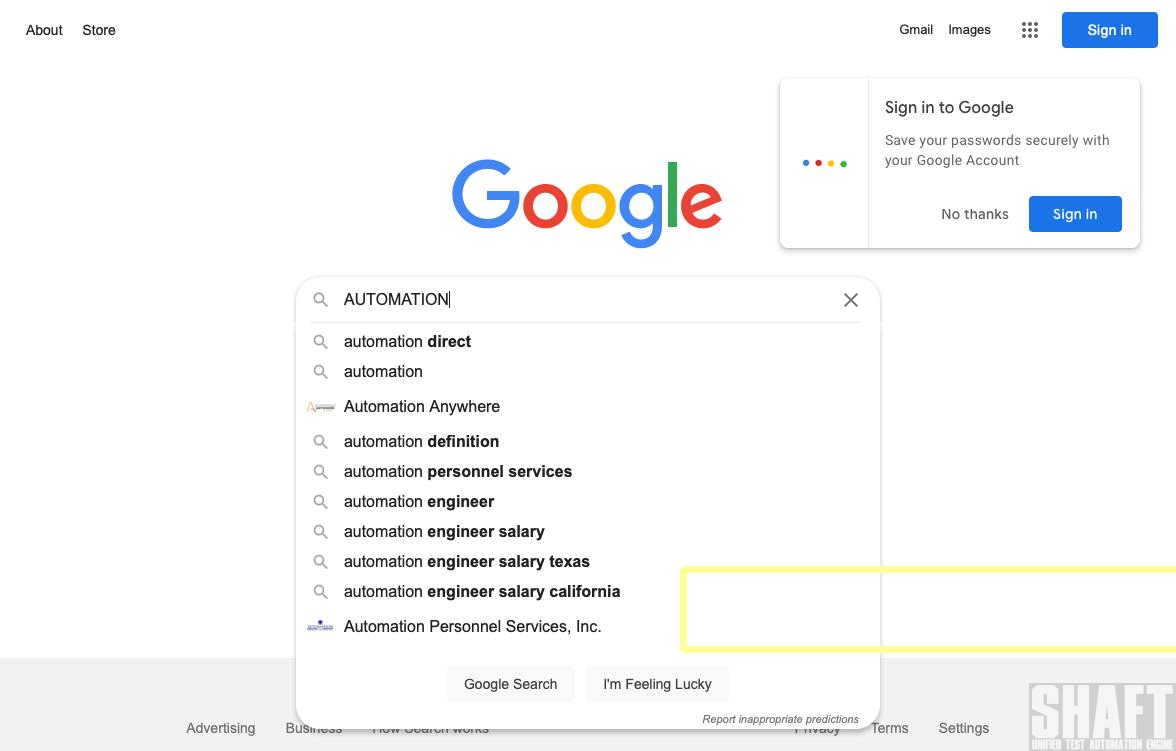 About Store Gmail Images Sign in
Sign in to Google
Save your passwords securely with
your Google Account
No thanks Sign in
Google
AUTOMATION
automation direct
automation
Automation Anywhere
automation definition
automation personnel services
automation engineer
automation engineer salary
automation engineer salary texas
automation engineer salary california
Automation Personnel Services, Inc.
Google Search I'm Feeling Lucky
Report inappropriate predictions
Advertising Business How Search works Privacy Terms Settings
SHAFT
UNIFIED TEST AUTOMATION ENGINE